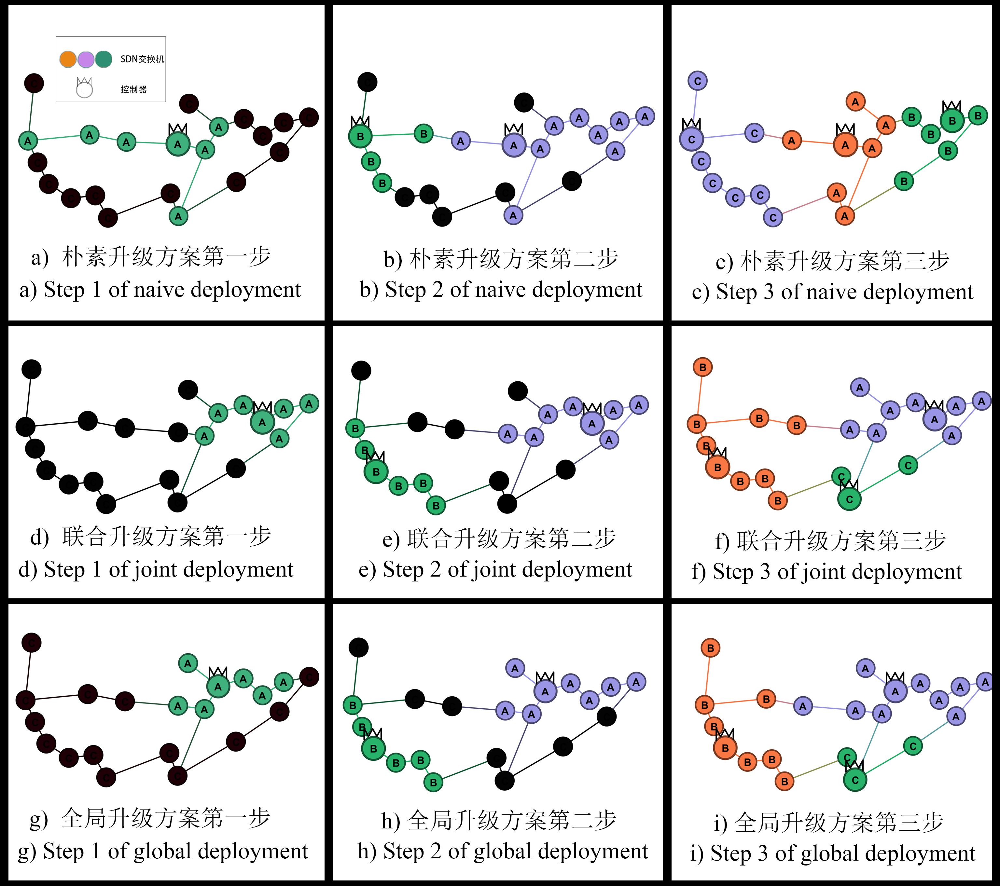 SDN交换机
控制器
C
C A C C C C
A A A A A C
C C C C C C C A
a) 朴素升级方案第一步
a) Step 1 of naive deployment
C
C A A A A A
B B A A A A
B B C C C C C A
b) 朴素升级方案第二步
b) Step 2 of naive deployment
C
A A B B B B
C C A A A B
C C C C C A B A
c) 朴素升级方案第三步
c) Step 3 of naive deployment
C
C A A A A A
C C C C A A
C C C C C C C C
d) 联合升级方案第一步
d) Step 1 of joint deployment
A A A A A
B A A A
B B B B B
e) 联合升级方案第二步
e) Step 2 of joint deployment
B
A A A A A A
B B B A A A
B B B B B C C C
f) 联合升级方案第三步
f) Step 3 of joint deployment
C
A A A A A C
C C C A A C
C C C C C C C C
g) 全局升级方案第一步
g) Step 1 of global deployment
C
A A A A A A
B C C A A C
B B B B B C C C
h) 全局升级方案第二步
h) Step 2 of global deployment
B
A A A A A A
B B A A A A
B B B B B C C C
i) 全局升级方案第三步
i) Step 3 of global deployment